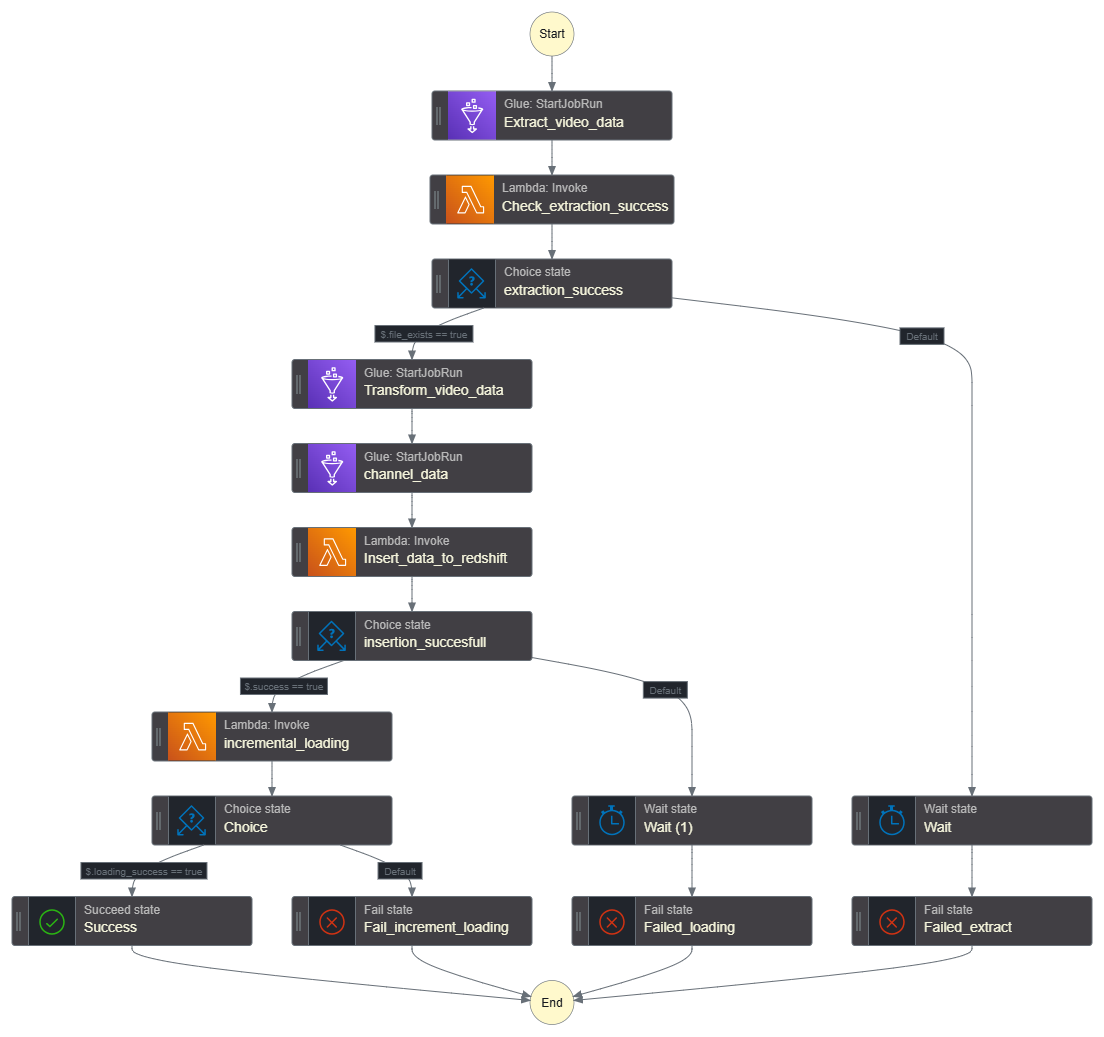 Start
Glue: StartJobRun
Extract_video_data
Lambda: Invoke
Check_extraction_success
Choice state
extraction_success
$.file_exists == true
Default
Glue: StartJobRun
Transform_video_data
Glue: StartJobRun
channel_data
Lambda: Invoke
Insert_data_to_redshift
Choice state
insertion_succesfull
$.success == true
Default
Lambda: Invoke
incremental_loading
Choice state
Choice
Wait state
Wait (1)
Wait state
Wait
$.loading_success == true
Default
Succeed state
Success
Fail state
Fail_increment_loading
Fail state
Failed_loading
Fail state
Failed_extract
End